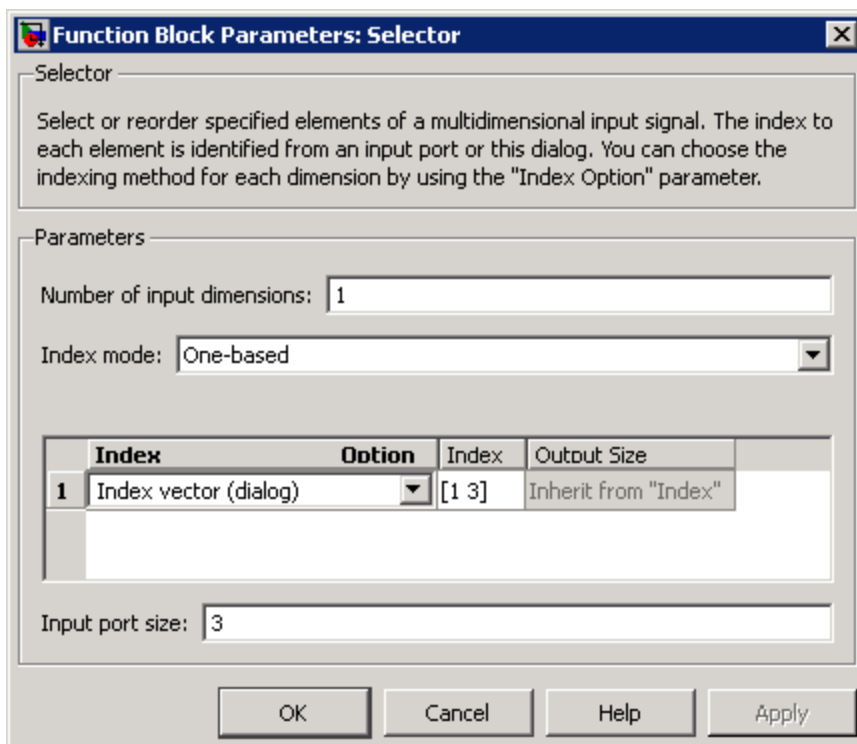 Function Block Parameters: Selector
Selector
Select or reorder specified elements of a multidimensional input signal. The index to
each element is identified from an input port or this dialog. You can choose the
indexing method for each dimension by using the "Index Option" parameter.
Parameters
Number of input dimensions: 1
Index mode: One-based
Index Option Index Output Size
1 Index vector (dialog) [1 3] Inherit from "Index"
Input port size: 3
OK Cancel Help Apply